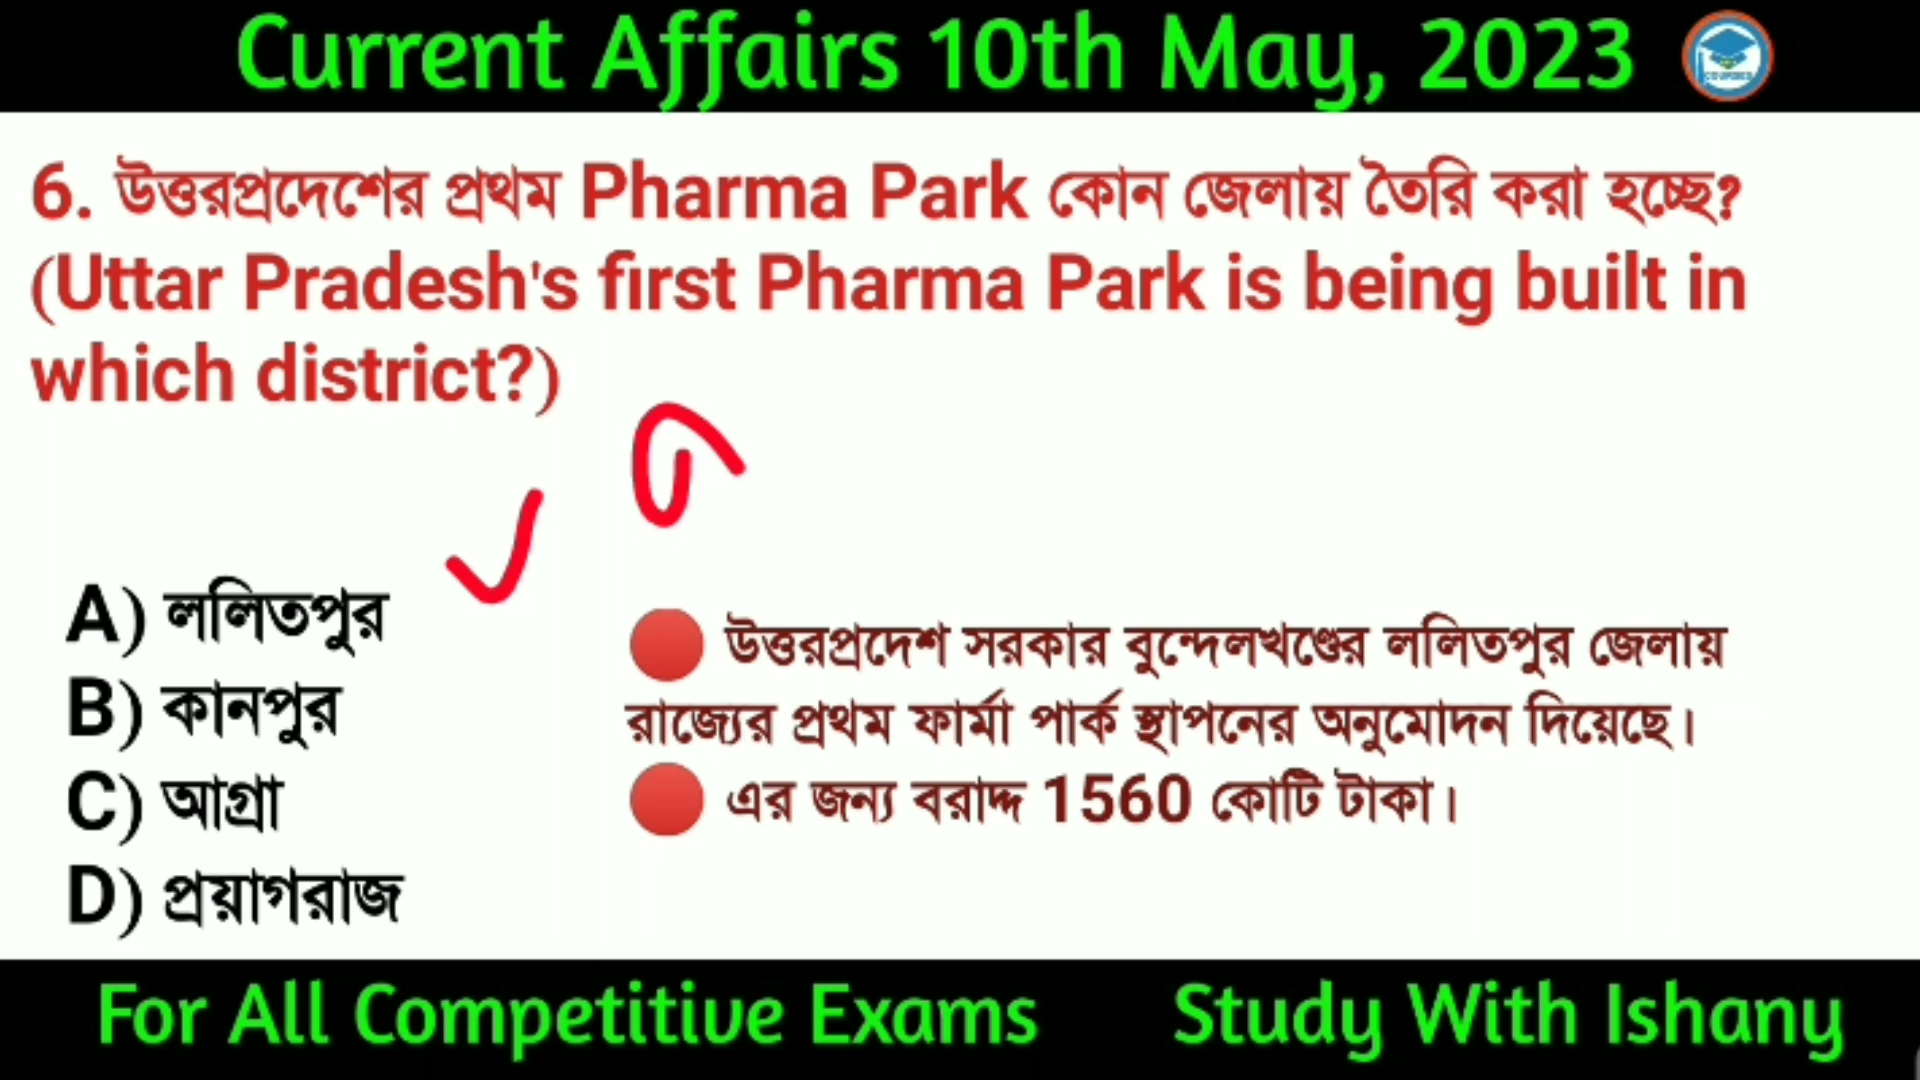 Current Affairs 10th May, 2023
COURSES
6. উত্তরপ্রদেশের প্রথম Pharma Park কোন জেলায় তৈরি করা হচ্ছে?
(Uttar Pradesh's first Pharma Park is being built in
which district?)
A) ললিতপুর
B) কানপুর
C) আগ্রা
D) প্রয়াগরাজ
উত্তরপ্রদেশ সরকার বুন্দেলখণ্ডের ললিতপুর জেলায়
রাজ্যের প্রথম ফার্মা পার্ক স্থাপনের অনুমোদন দিয়েছে।
এর জন্য বরাদ্দ 1560 কোটি টাকা।
For All Competitive Exams
Study With Ishany